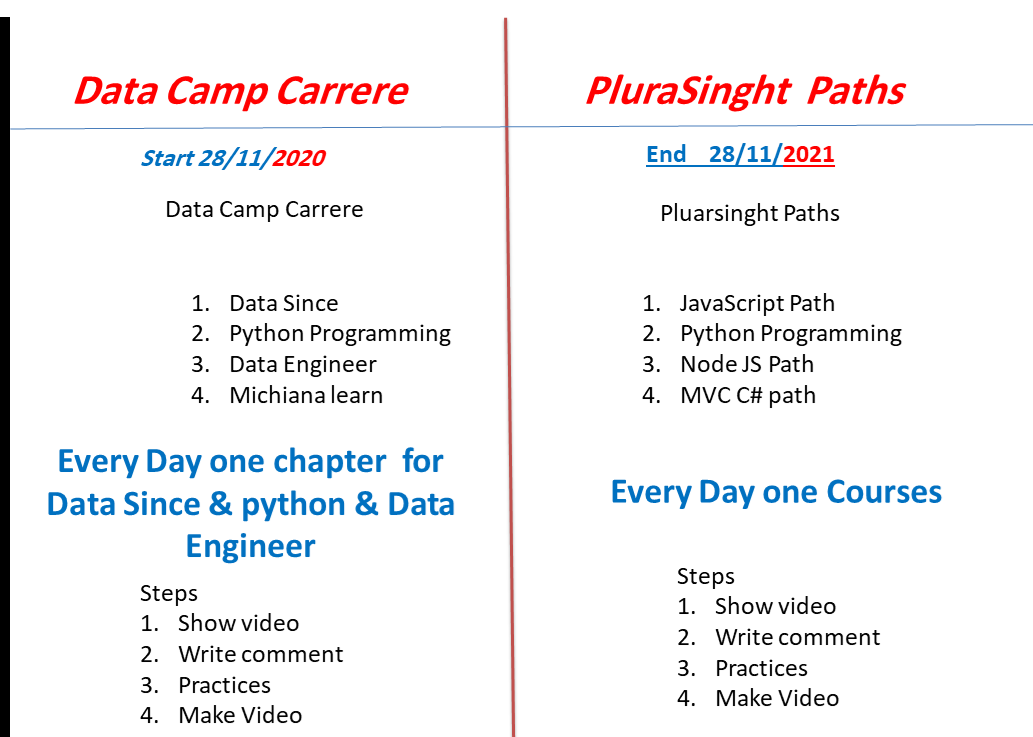 Data Camp Carrere
Start 28/11/2020
Data Camp Carrere
1. Data Since
2. Python Programming
3. Data Engineer
4. Michiana learn
Every Day one chapter for
Data Since & python & Data
Engineer
Steps
1. Show video
2. Write comment
3. Practices
4. Make Video
PluraSinght Paths
End 28/11/2021
Pluarsinght Paths
1. JavaScript Path
2. Python Programming
3. Node JS Path
4. MVC C# path
Every Day one Courses
Steps
1. Show video
2. Write comment
3. Practices
4. Make Video